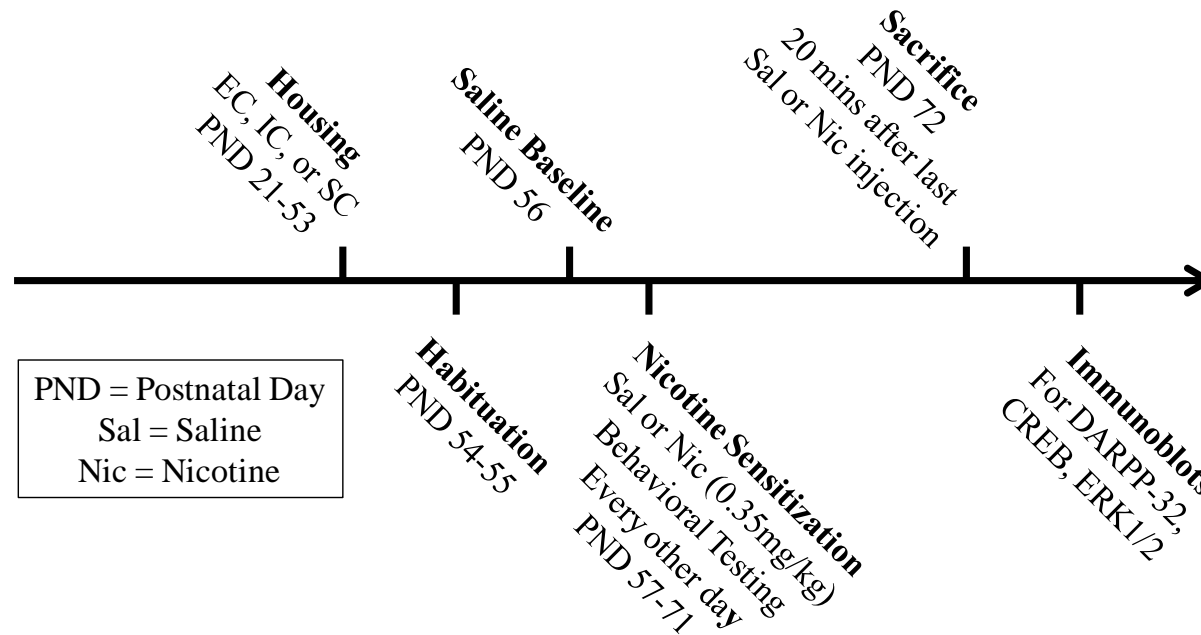 Housing
EC, IC, or SC
PND 21-53
Saline Baseline
PND 56
Sacrifice
PND 72
20 mins after last
Sal or Nic injection
Habituation
PND 54-55
Nicotine Sensitization
Sal or Nic (0.35mg/kg)
Behavioral Testing
Every other day
PND 57-71
Immunoblots
For DARPP-32,
CREB, ERK1/2
PND = Postnatal Day
Sal = Saline
Nic = Nicotine